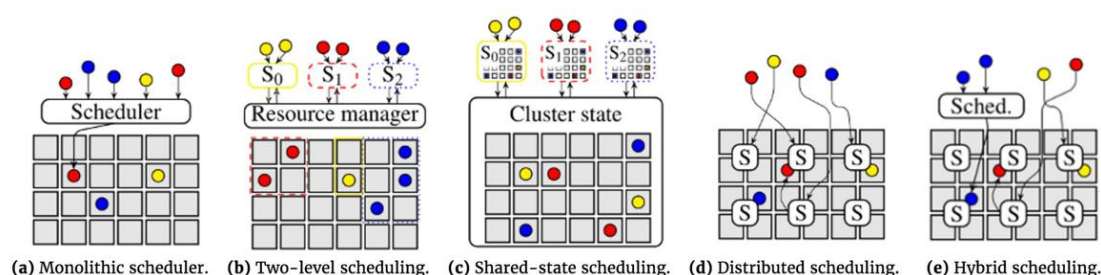 Scheduler
(a) Monolithic scheduler.
S0
S1
S2
Resource manager
(b) Two-level scheduling.
S0
S1
S2
Cluster state
(c) Shared-state scheduling.
S S S
S S S
(d) Distributed scheduling.
Sched.
S S S
S S S
(e) Hybrid scheduling.